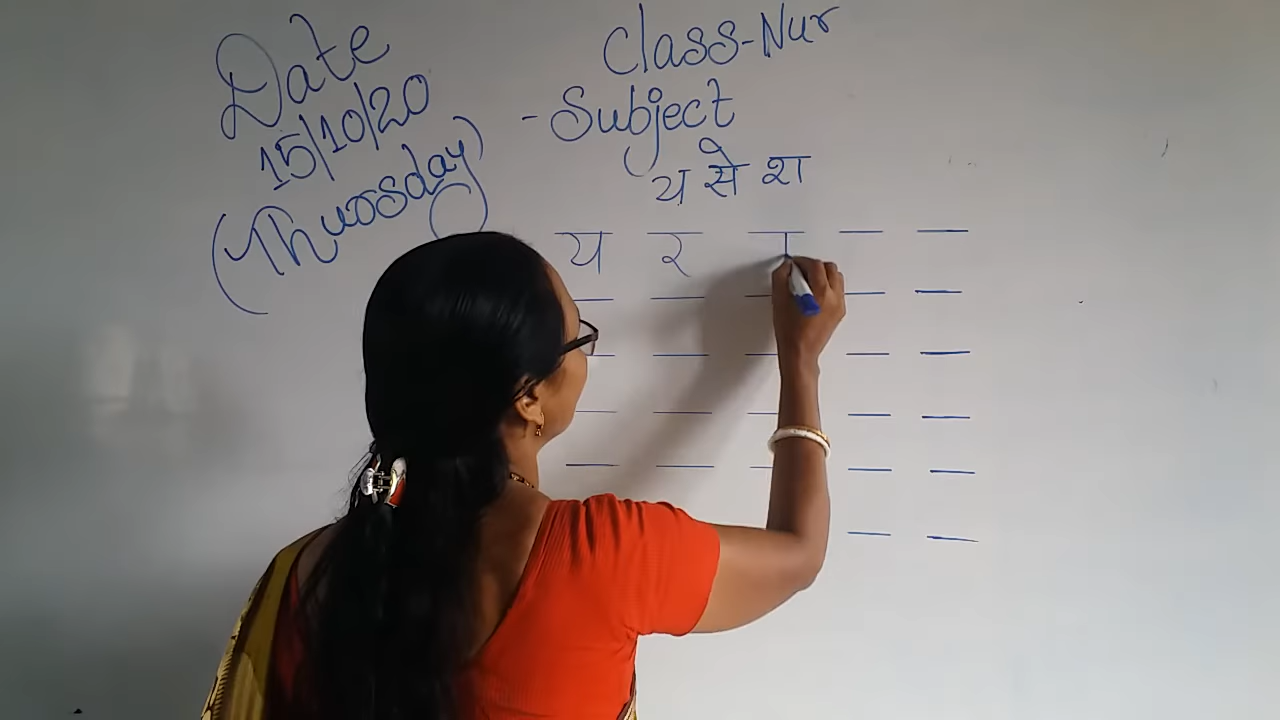 Date
15/10/20
(Thursday)
Class-Nur
- Subject
य से श
य र